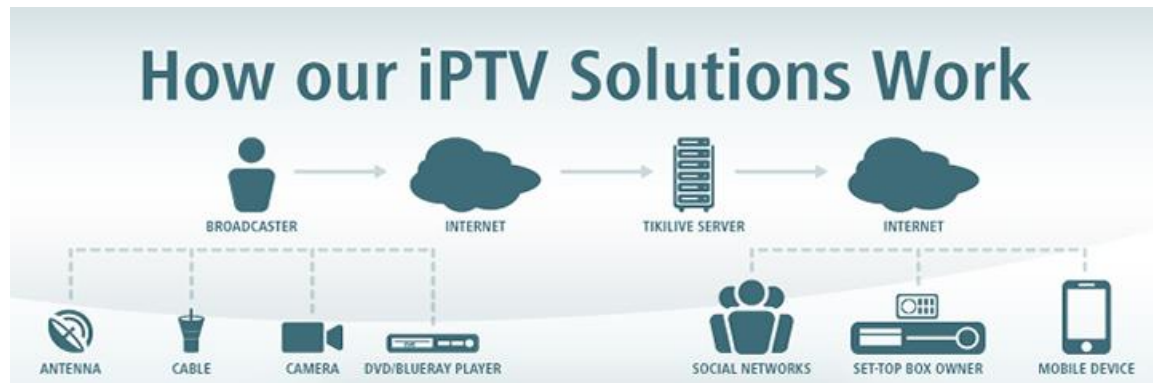 How our iPTV Solutions Work
BROADCASTER
INTERNET
TIKILIVE SERVER
INTERNET
ANTENNA
CABLE
CAMERA
DVD/BLUERAY PLAYER
SOCIAL NETWORKS
SET-TOP BOX OWNER
MOBILE DEVICE